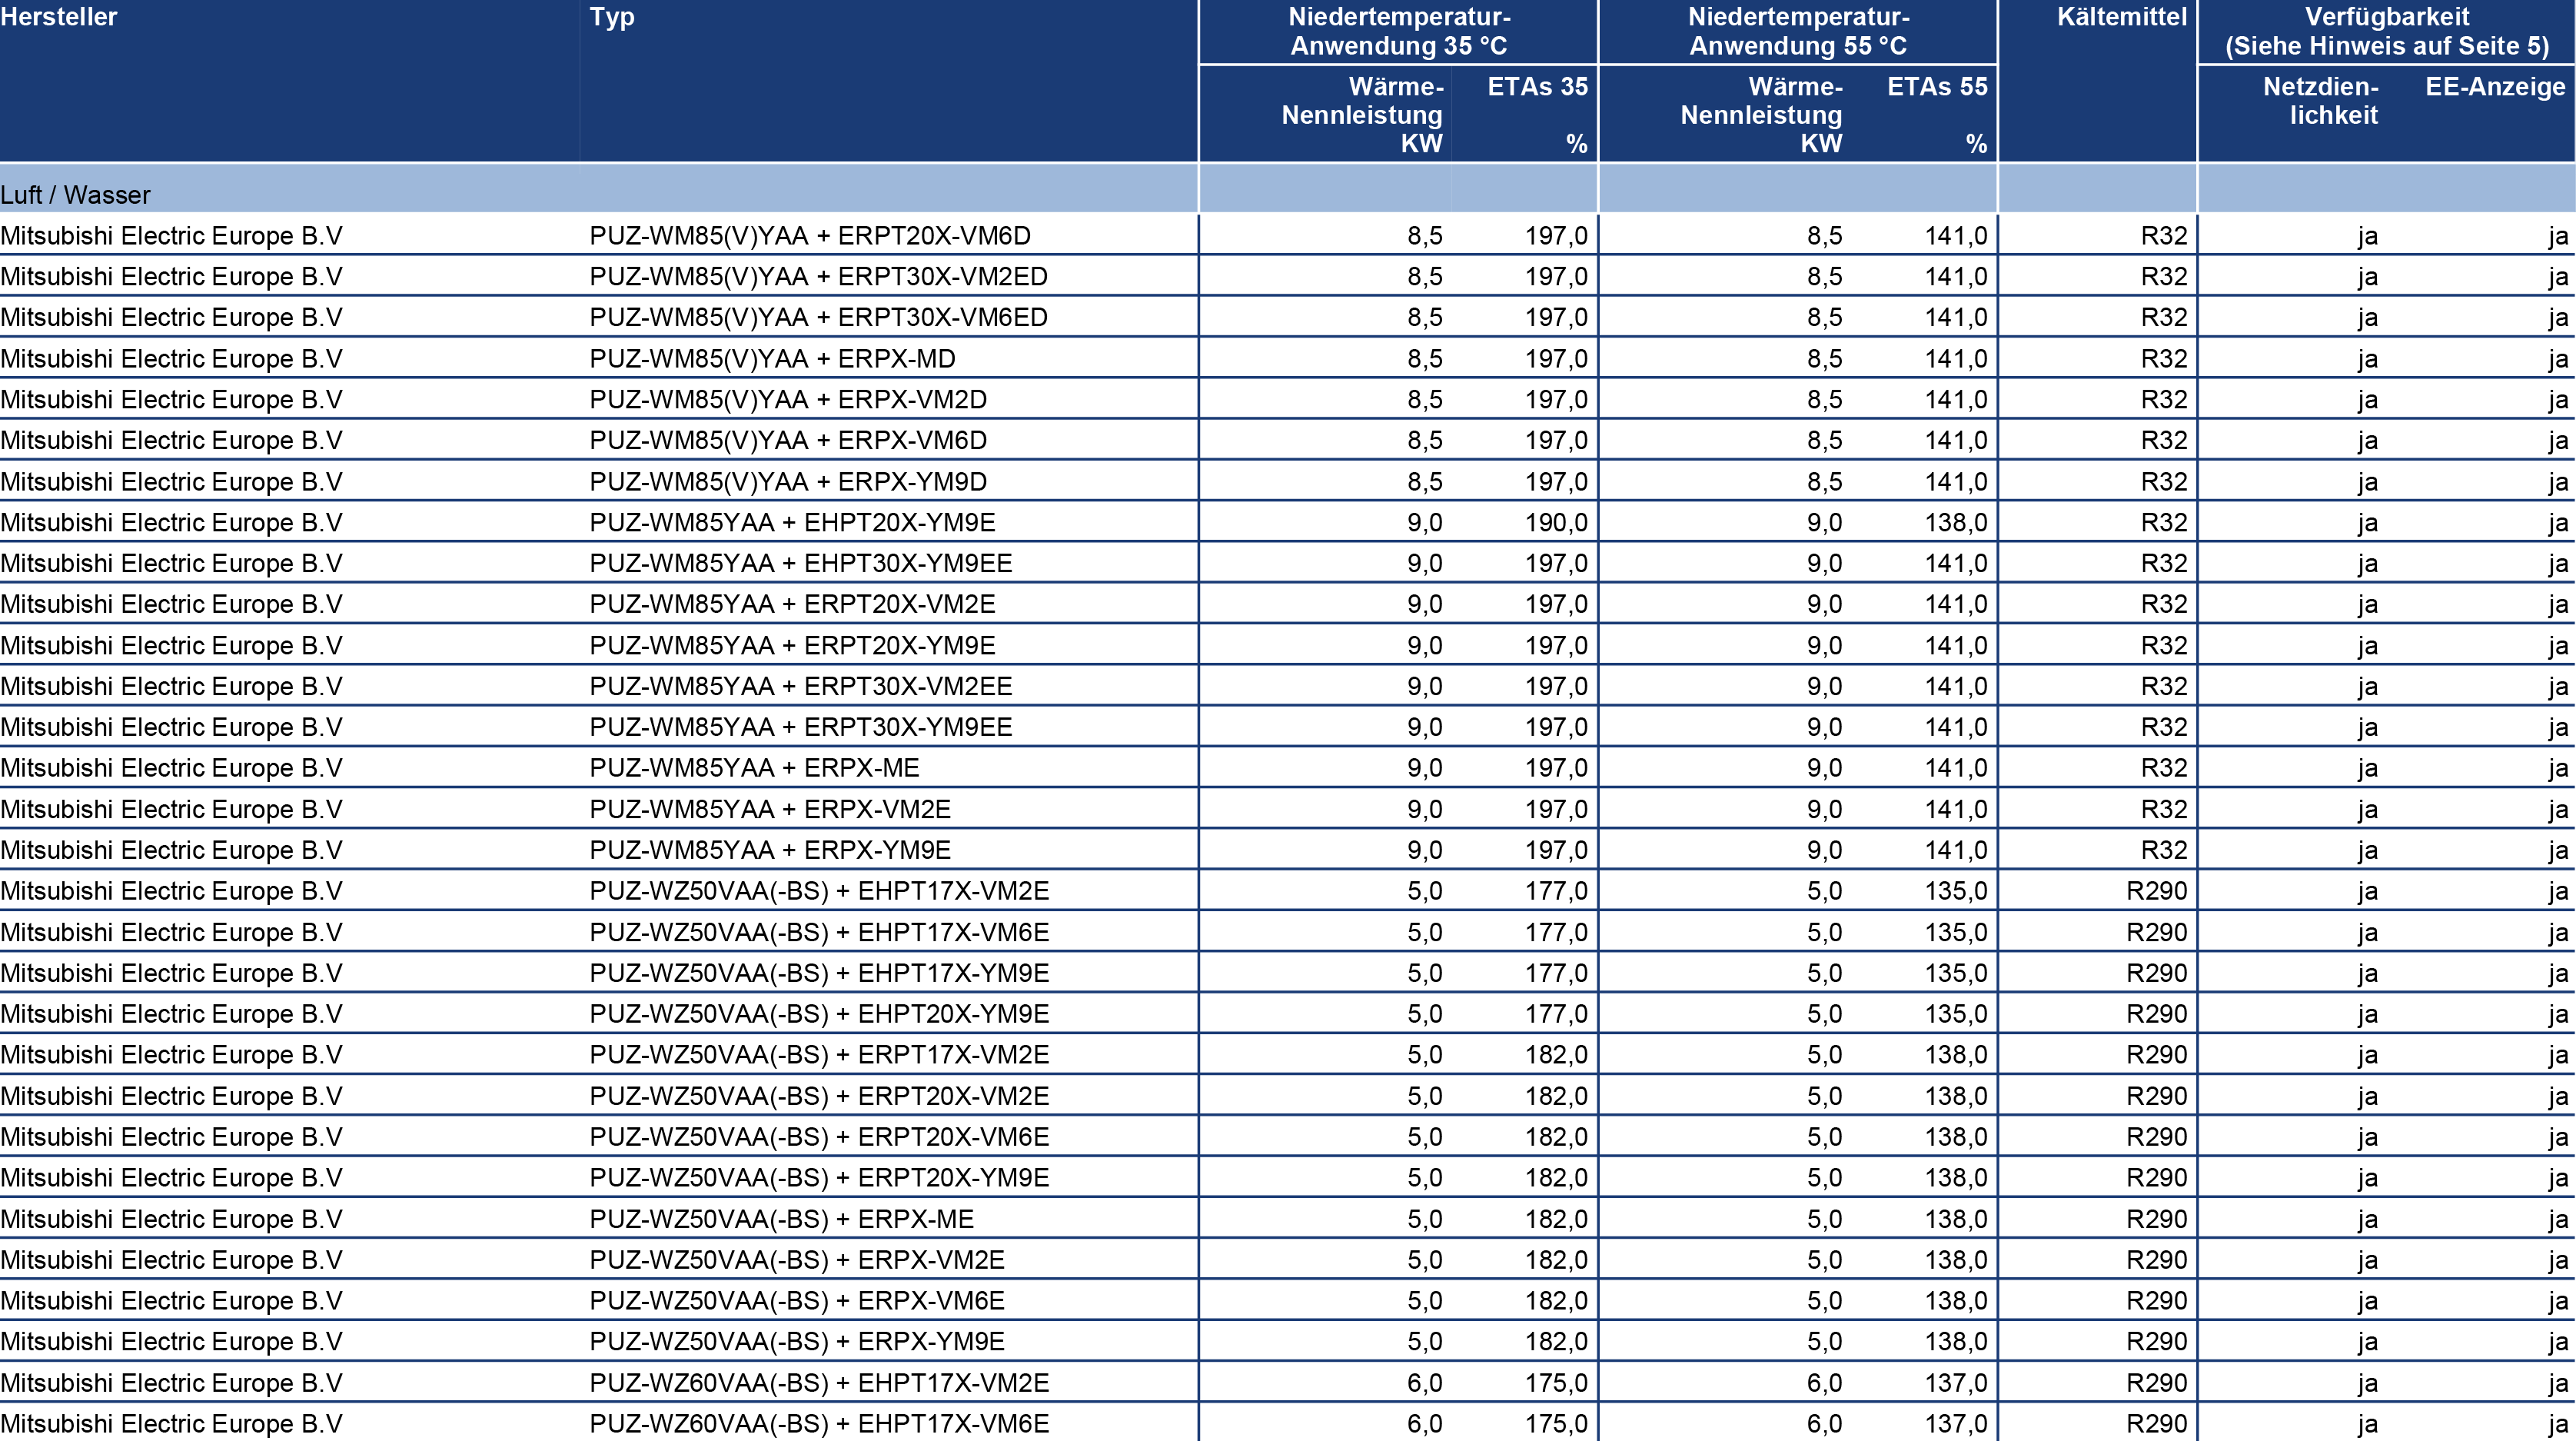 Hersteller Typ Niedertemperatur- Niedertemperatur- Kältemittel Verfügbarkeit
Anwendung 35 °C Anwendung 55 °C (Siehe Hinweis auf Seite 5)
Wärme- ETAs 35 Wärme- ETAs 55 Netzdien- EE-Anzeige
Nennleistung Nennleistung lichkeit
KW % KW %
Luft / Wasser
Mitsubishi Electric Europe B.V PUZ-WM85(V)YAA + ERPT20X-VM6D 8,5 197,0 8,5 141,0 R32 ja ja
Mitsubishi Electric Europe B.V PUZ-WM85(V)YAA + ERPT30X-VM2ED 8,5 197,0 8,5 141,0 R32 ja ja
Mitsubishi Electric Europe B.V PUZ-WM85(V)YAA + ERPT30X-VM6ED 8,5 197,0 8,5 141,0 R32 ja ja
Mitsubishi Electric Europe B.V PUZ-WM85(V)YAA + ERPX-MD 8,5 197,0 8,5 141,0 R32 ja ja
Mitsubishi Electric Europe B.V PUZ-WM85(V)YAA + ERPX-VM2D 8,5 197,0 8,5 141,0 R32 ja ja
Mitsubishi Electric Europe B.V PUZ-WM85(V)YAA + ERPX-VM6D 8,5 197,0 8,5 141,0 R32 ja ja
Mitsubishi Electric Europe B.V PUZ-WM85(V)YAA + ERPX-YM9D 8,5 197,0 8,5 141,0 R32 ja ja
Mitsubishi Electric Europe B.V PUZ-WM85YAA + EHPT20X-YM9E 9,0 190,0 9,0 138,0 R32 ja ja
Mitsubishi Electric Europe B.V PUZ-WM85YAA + EHPT30X-YM9EE 9,0 197,0 9,0 141,0 R32 ja ja
Mitsubishi Electric Europe B.V PUZ-WM85YAA + ERPT20X-VM2E 9,0 197,0 9,0 141,0 R32 ja ja
Mitsubishi Electric Europe B.V PUZ-WM85YAA + ERPT20X-YM9E 9,0 197,0 9,0 141,0 R32 ja ja
Mitsubishi Electric Europe B.V PUZ-WM85YAA + ERPT30X-VM2EE 9,0 197,0 9,0 141,0 R32 ja ja
Mitsubishi Electric Europe B.V PUZ-WM85YAA + ERPT30X-YM9EE 9,0 197,0 9,0 141,0 R32 ja ja
Mitsubishi Electric Europe B.V PUZ-WM85YAA + ERPX-ME 9,0 197,0 9,0 141,0 R32 ja ja
Mitsubishi Electric Europe B.V PUZ-WM85YAA + ERPX-VM2E 9,0 197,0 9,0 141,0 R32 ja ja
Mitsubishi Electric Europe B.V PUZ-WM85YAA + ERPX-YM9E 9,0 197,0 9,0 141,0 R32 ja ja
Mitsubishi Electric Europe B.V PUZ-WZ50VAA(-BS) + EHPT17X-VM2E 5,0 177,0 5,0 135,0 R290 ja ja
Mitsubishi Electric Europe B.V PUZ-WZ50VAA(-BS) + EHPT17X-VM6E 5,0 177,0 5,0 135,0 R290 ja ja
Mitsubishi Electric Europe B.V PUZ-WZ50VAA(-BS) + EHPT17X-YM9E 5,0 177,0 5,0 135,0 R290 ja ja
Mitsubishi Electric Europe B.V PUZ-WZ50VAA(-BS) + EHPT20X-YM9E 5,0 177,0 5,0 135,0 R290 ja ja
Mitsubishi Electric Europe B.V PUZ-WZ50VAA(-BS) + ERPT17X-VM2E 5,0 182,0 5,0 138,0 R290 ja ja
Mitsubishi Electric Europe B.V PUZ-WZ50VAA(-BS) + ERPT20X-VM2E 5,0 182,0 5,0 138,0 R290 ja ja
Mitsubishi Electric Europe B.V PUZ-WZ50VAA(-BS) + ERPT20X-VM6E 5,0 182,0 5,0 138,0 R290 ja ja
Mitsubishi Electric Europe B.V PUZ-WZ50VAA(-BS) + ERPT20X-YM9E 5,0 182,0 5,0 138,0 R290 ja ja
Mitsubishi Electric Europe B.V PUZ-WZ50VAA(-BS) + ERPX-ME 5,0 182,0 5,0 138,0 R290 ja ja
Mitsubishi Electric Europe B.V PUZ-WZ50VAA(-BS) + ERPX-VM2E 5,0 182,0 5,0 138,0 R290 ja ja
Mitsubishi Electric Europe B.V PUZ-WZ50VAA(-BS) + ERPX-VM6E 5,0 182,0 5,0 138,0 R290 ja ja
Mitsubishi Electric Europe B.V PUZ-WZ50VAA(-BS) + ERPX-YM9E 5,0 182,0 5,0 138,0 R290 ja ja
Mitsubishi Electric Europe B.V PUZ-WZ60VAA(-BS) + EHPT17X-VM2E 6,0 175,0 6,0 137,0 R290 ja ja
Mitsubishi Electric Europe B.V PUZ-WZ60VAA(-BS) + EHPT17X-VM6E 6,0 175,0 6,0 137,0 R290 ja ja